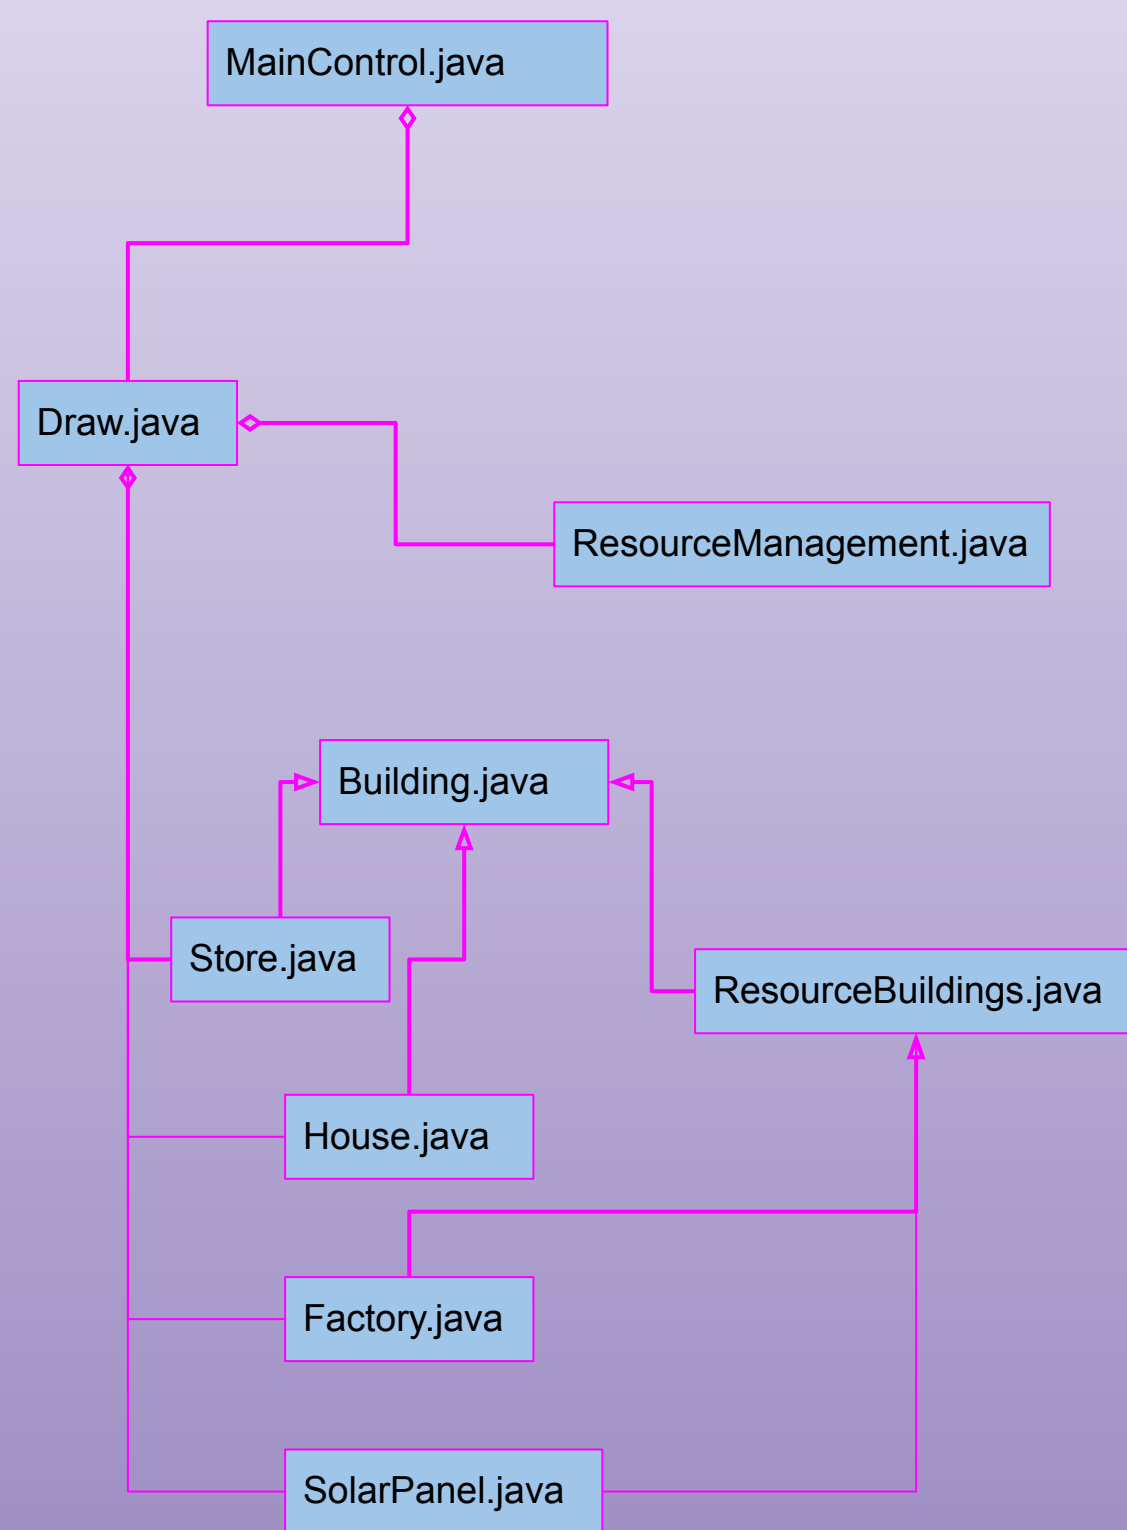 MainControl.java
Draw.java
ResourceManagement.java
Building.java
Store.java
ResourceBuildings.java
House.java
Factory.java
SolarPanel.java